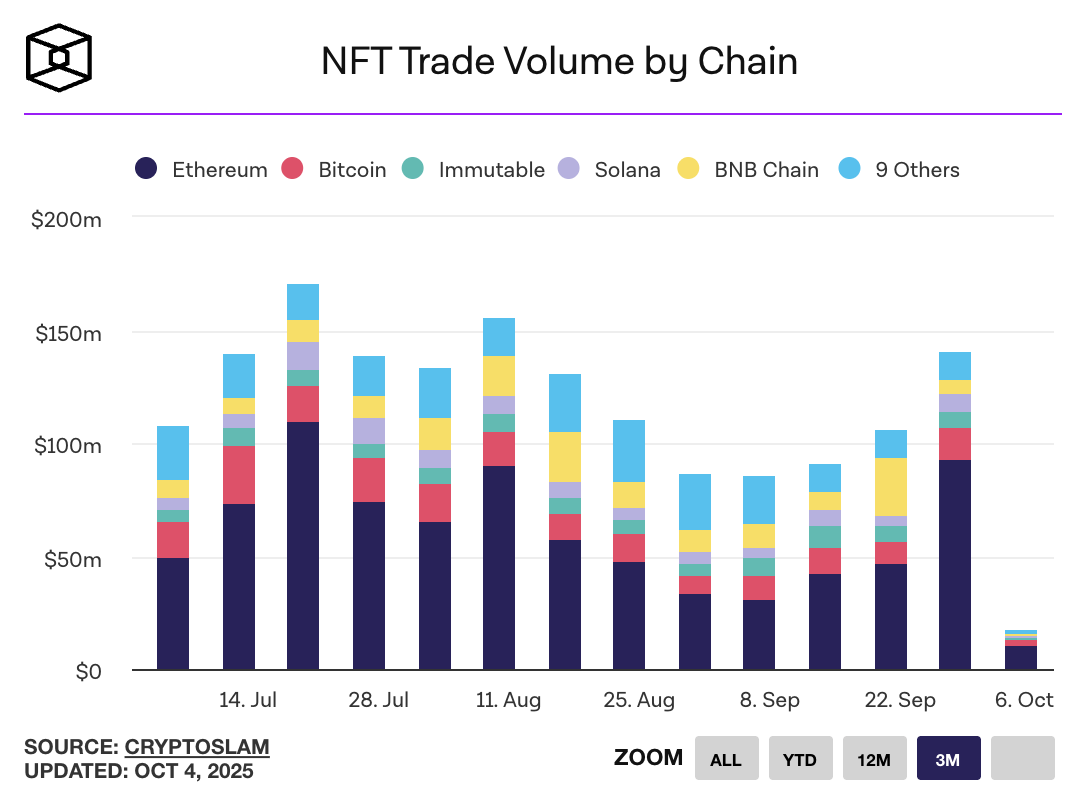 NFT Trade Volume by Chain
Ethereum Bitcoin Immutable Solana BNB Chain 9 Others
$200m
$150m
$100m
$50m
$0
14. Jul 28. Jul 11. Aug 25. Aug 8. Sep 22. Sep 6. Oct
SOURCE: CRYPTOSLAM
UPDATED: OCT 4, 2025
ZOOM ALL YTD 12M 3M